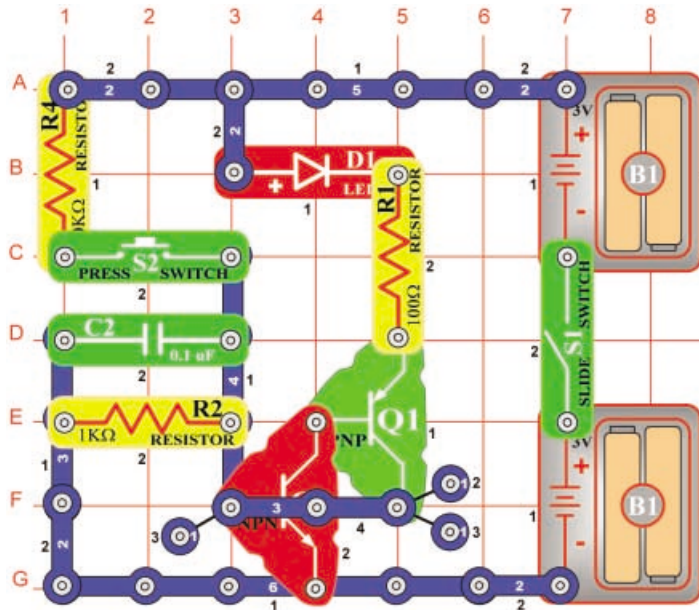 1 2 3 4 5 6 7 8
A
2 1 2
2 5 2
R4
RESISTOR
2 2
3V
+
B
D1
+
LED
1
1
1
B1
-
R1
RESISTOR
100Ω
2
C
S2
PRESS SWITCH
2
D
C2
0.1 uF
2
4 1
2
S1
SLIDE SWITCH
E
R2
1KΩ
RESISTOR
2
PNP
Q1
1
3V
+
1 3
F
3
1
3
NPN
4
1 2
1 3
2
1
B1
-
2 2
G
6
1
2
2